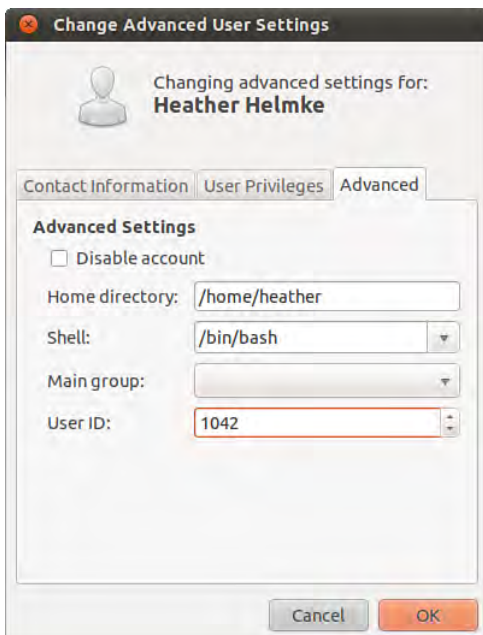 Change Advanced User Settings
Changing advanced settings for:
Heather Helmke
Contact Information User Privileges Advanced
Advanced Settings
Disable account
Home directory: /home/heather
Shell: /bin/bash
Main group:
User ID: 1042
Cancel OK